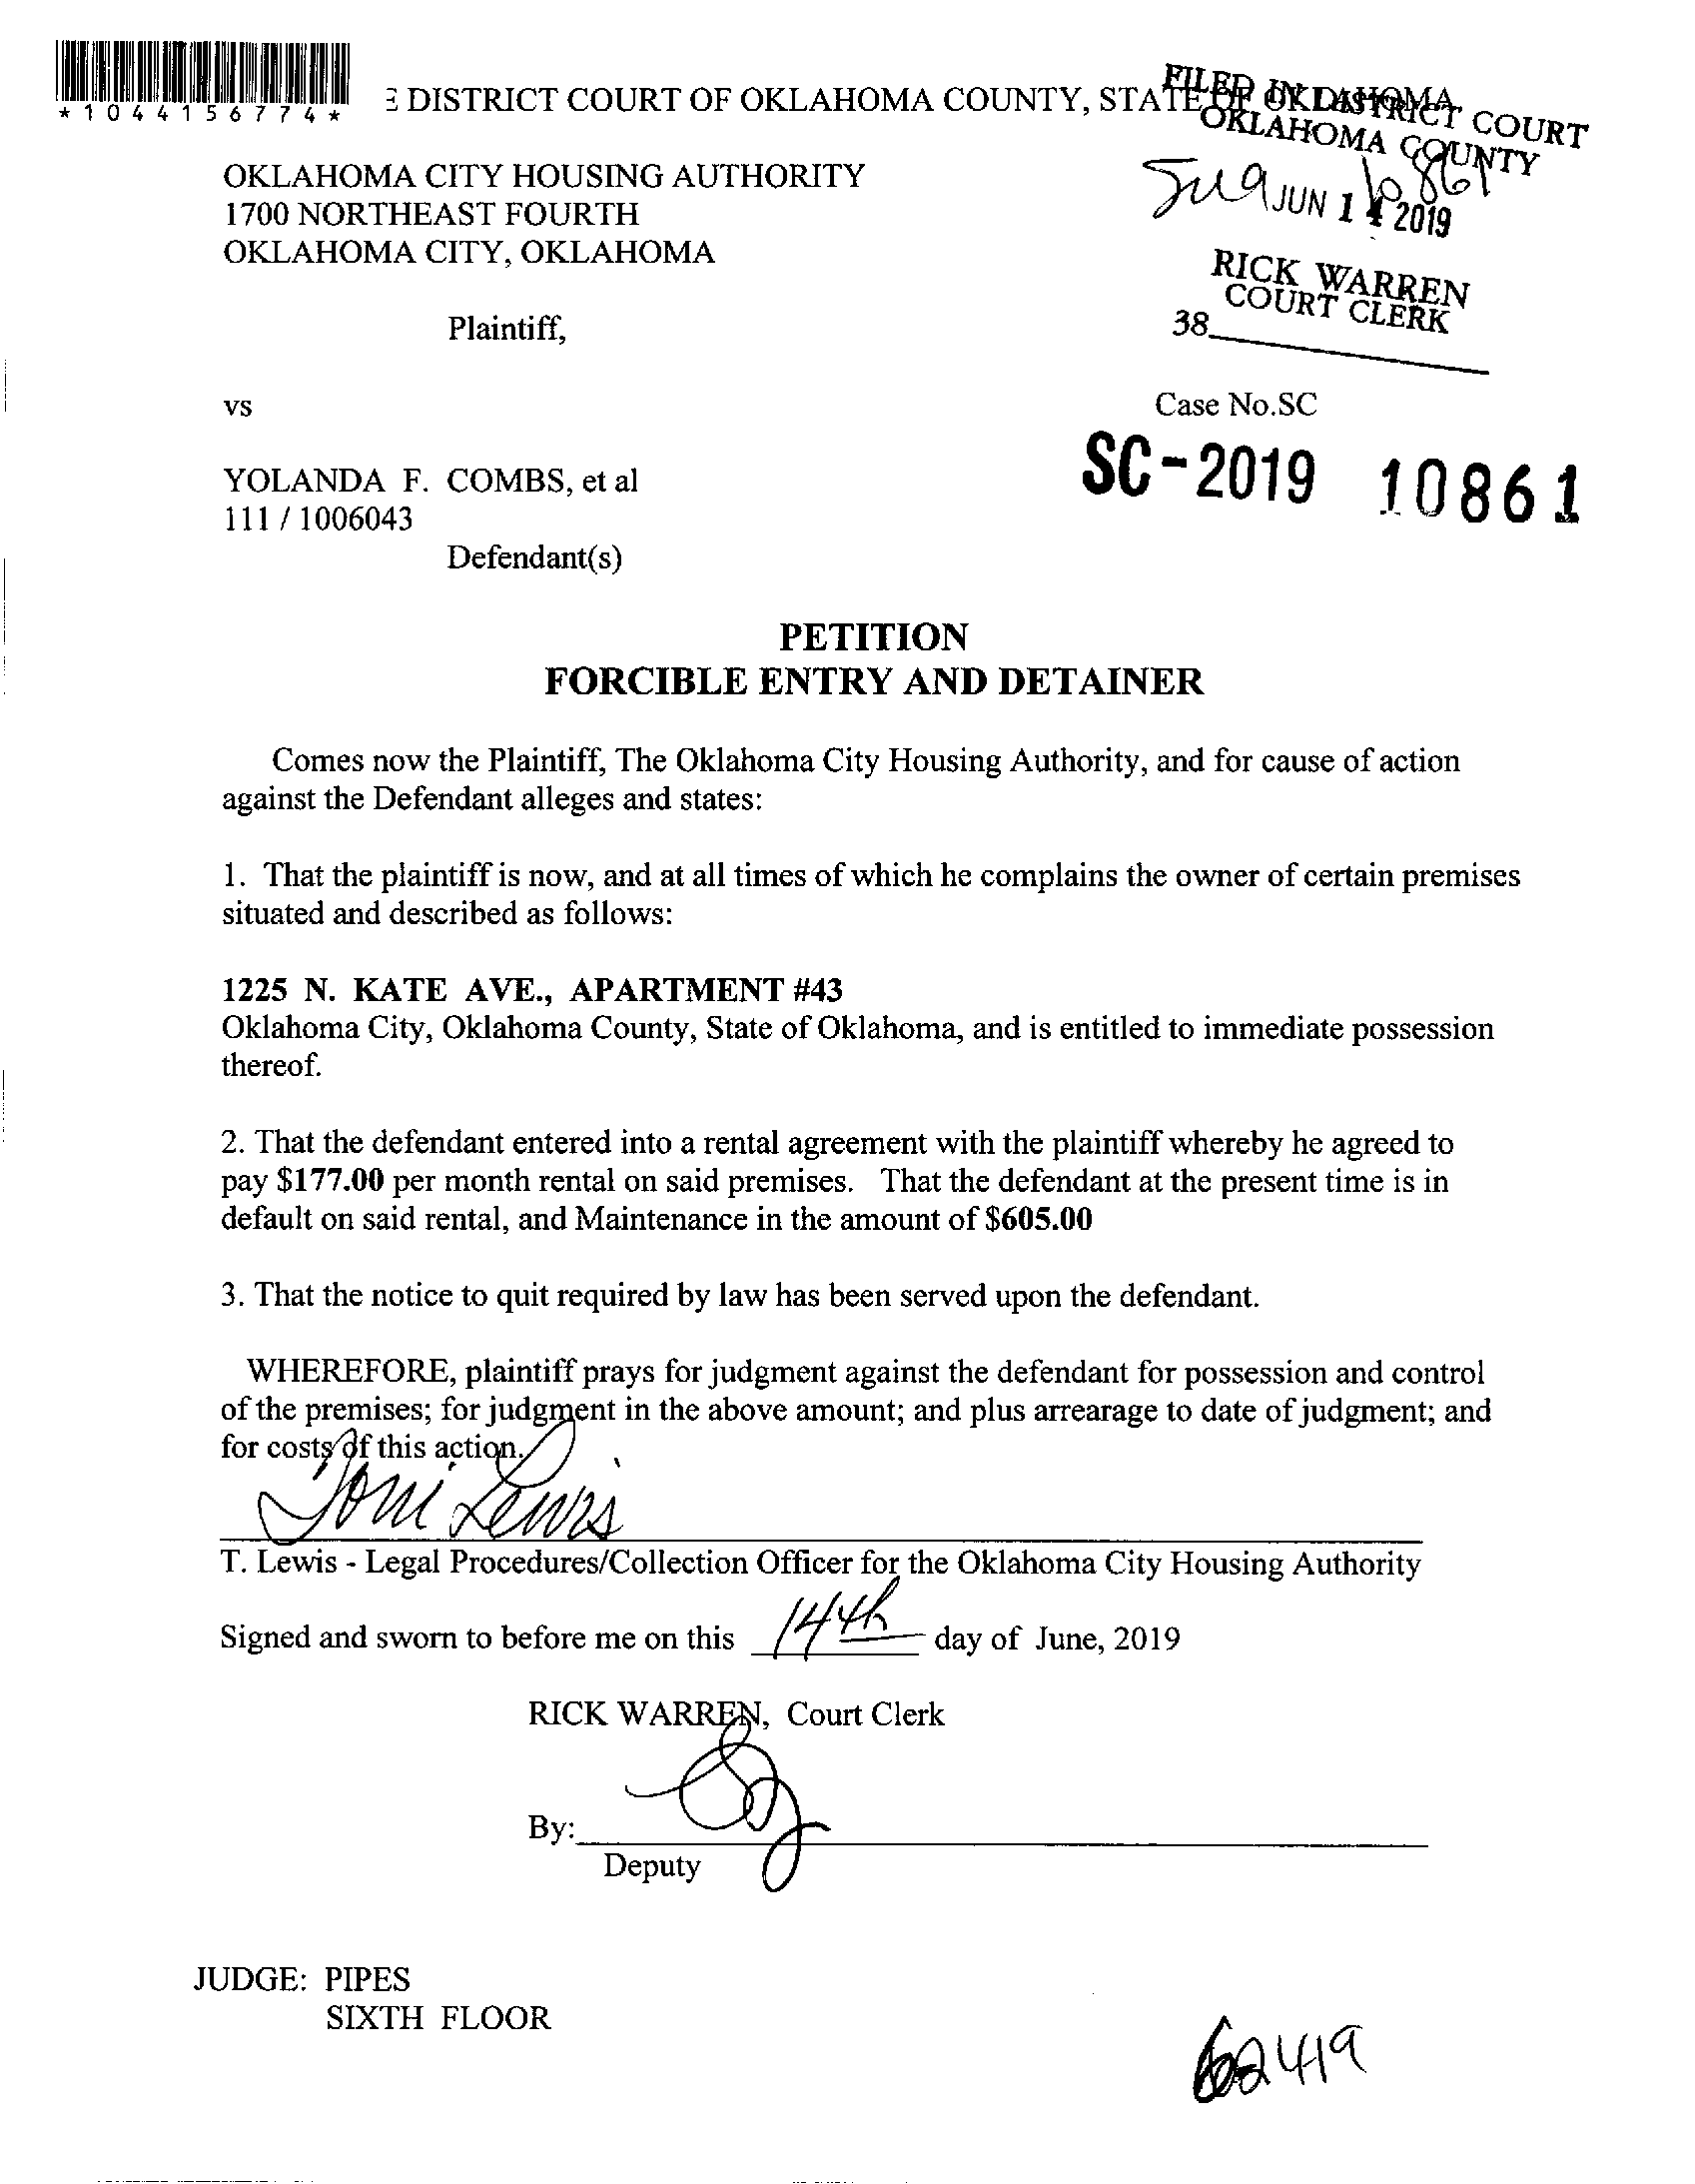 *1044156774*
E DISTRICT COURT OF OKLAHOMA COUNTY, STATE OF OKLAHOMA
FILED IN DISTRICT COURT
OKLAHOMA COUNTY
OKLAHOMA CITY HOUSING AUTHORITY
1700 NORTHEAST FOURTH
JUN 14 2019
OKLAHOMA CITY, OKLAHOMA
RICK WARREN
COURT CLERK
Plaintiff,
38
vs
Case No.SC
SC-2019 10861
YOLANDA F. COMBS, et al
111 / 1006043
Defendant(s)
PETITION
FORCIBLE ENTRY AND DETAINER
Comes now the Plaintiff, The Oklahoma City Housing Authority, and for cause of action
against the Defendant alleges and states:
1. That the plaintiff is now, and at all times of which he complains the owner of certain premises
situated and described as follows:
1225 N. KATE AVE., APARTMENT #43
Oklahoma City, Oklahoma County, State of Oklahoma, and is entitled to immediate possession
thereof.
2. That the defendant entered into a rental agreement with the plaintiff whereby he agreed to
pay $177.00 per month rental on said premises. That the defendant at the present time is in
default on said rental, and Maintenance in the amount of $605.00
3. That the notice to quit required by law has been served upon the defendant.
WHEREFORE, plaintiff prays for judgment against the defendant for possession and control
of the premises; for judgment in the above amount; and plus arrearage to date of judgment; and
for costs of this action.
Toni Lewis
T. Lewis - Legal Procedures/Collection Officer for the Oklahoma City Housing Authority
Signed and sworn to before me on this 14th day of June, 2019
RICK WARREN, Court Clerk
By:
Deputy
JUDGE: PIPES
SIXTH FLOOR
62419